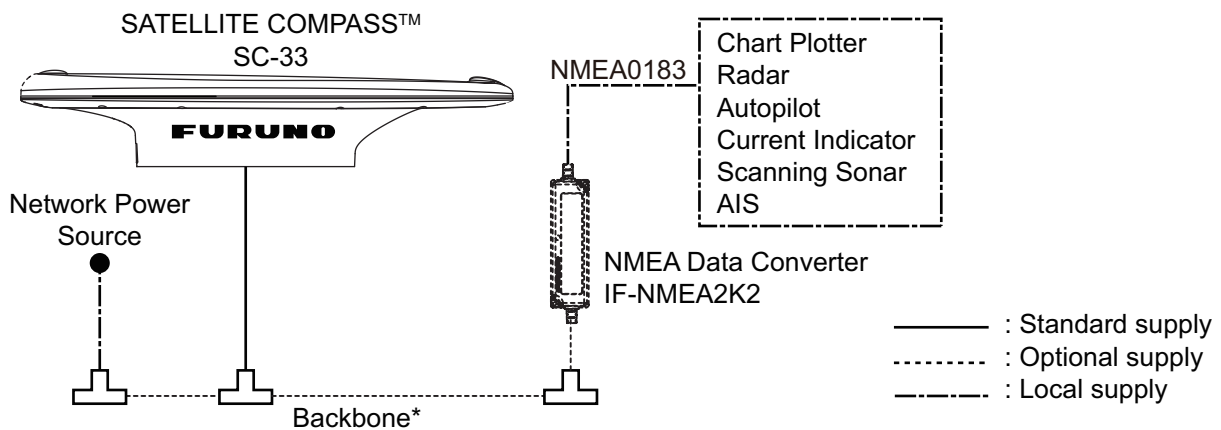 SATELLITE COMPASS™
SC-33
FURUNO
Network Power
Source
NMEA0183
Chart Plotter
Radar
Autopilot
Current Indicator
Scanning Sonar
AIS
NMEA Data Converter
IF-NMEA2K2
Backbone*
: Standard supply
: Optional supply
: Local supply